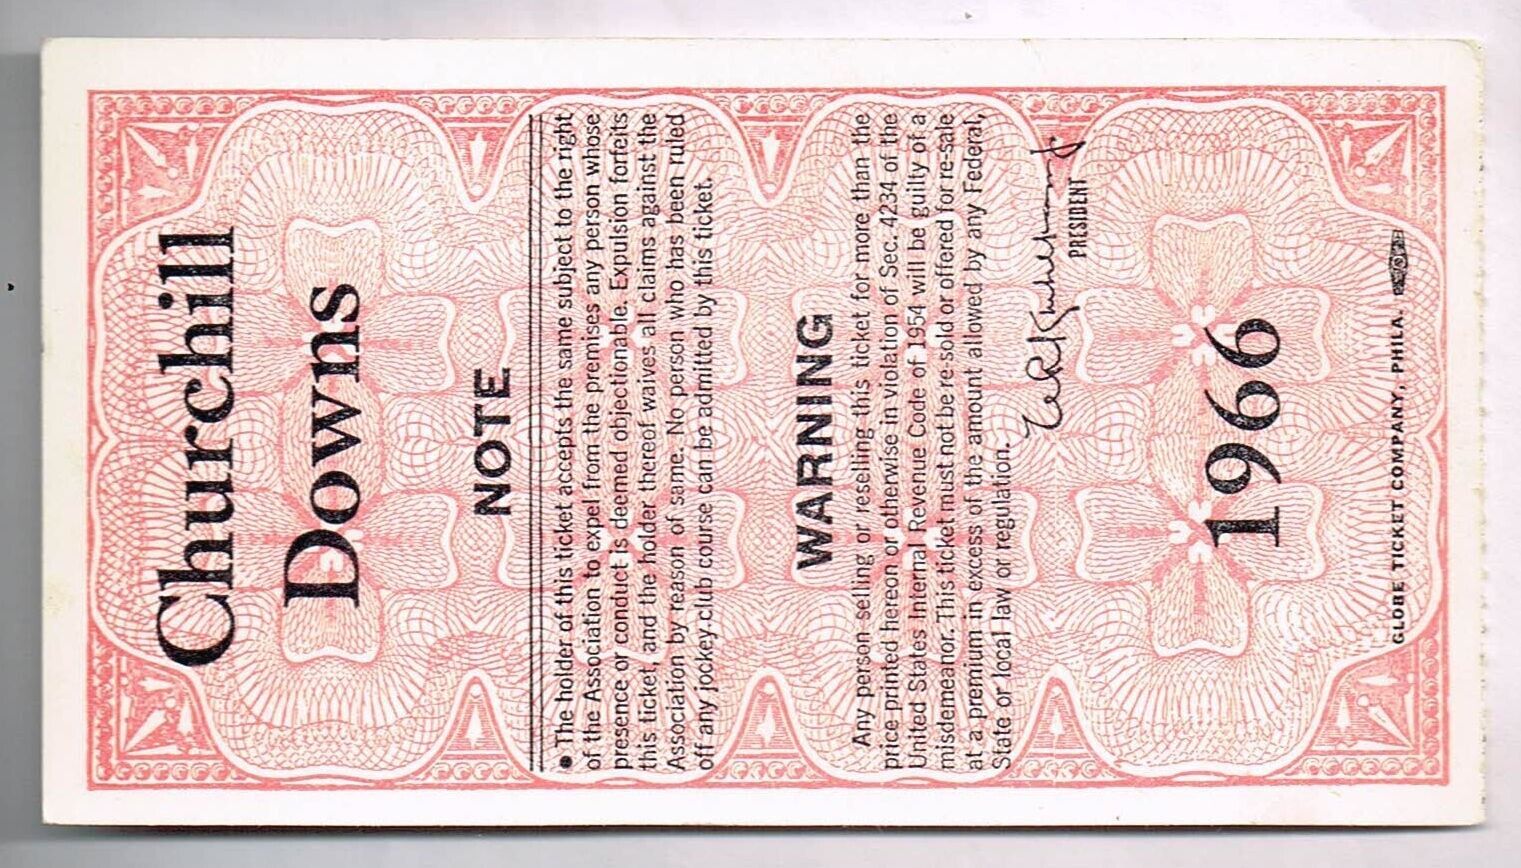 Churchill
Downs
NOTE
• The holder of this ticket accepts the same subject to the right
of the Association to expel from the premises any person whose
presence or conduct is deemed objectionable. Expulsion forfeits
this ticket, and the holder thereof waives all claims against the
Association by reason of same. No person who has been ruled
off any jockey club course can be admitted by this ticket.
WARNING
Any person selling or reselling this ticket for more than the
price printed hereon or otherwise in violation of Sec. 4234 of the
United States Internal Revenue Code of 1954 will be guilty of a
misdemeanor. This ticket must not be re-sold or offered for re-sale
at a premium in excess of the amount allowed by any Federal,
State or local law or regulation.
PRESIDENT
1966
GLOBE TICKET COMPANY, PHILA.